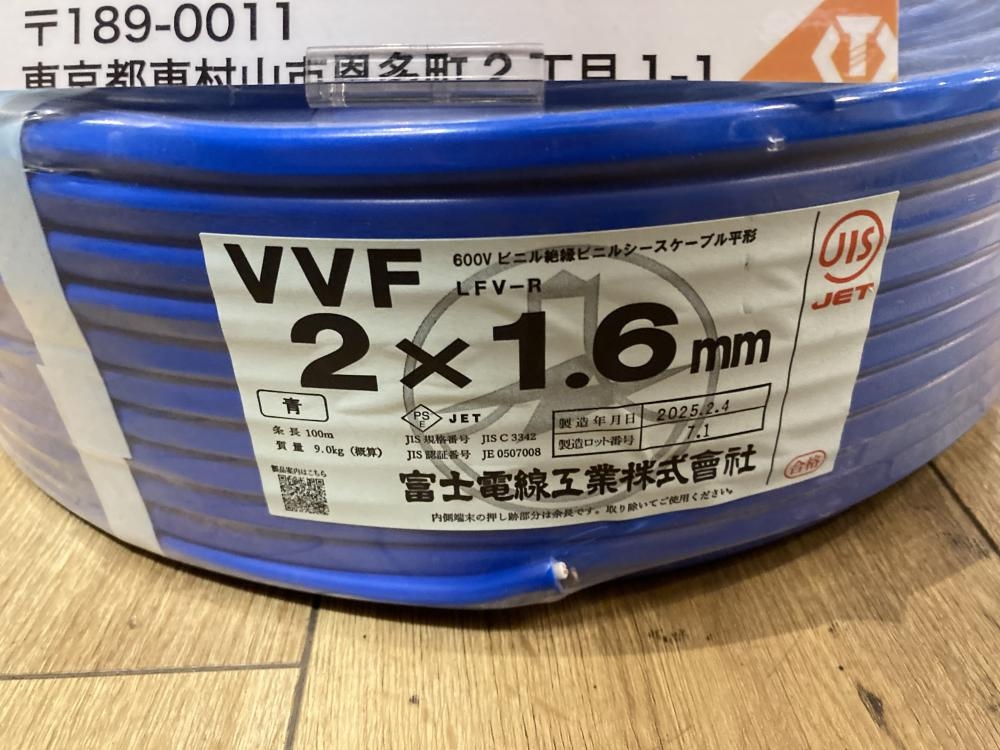 〒189-0011
東京都東村山市恩多町2丁目1-1
VVF
600V ビニル絶縁ビニルシースケーブル平形
LFV-R
2×1.6mm
JIS
JET
青
条長 100m
質量 9.0kg (概算)
PS
E
JET
JIS 規格番号 JIS C 3342
JIS 認証番号 JE 0507008
製造年月日 2025.2.4
製造ロット番号 7.1
製品案内はこちら
富士電線工業株式會社
合格
内側端末の押し跡部分は余長です。取り除いてご使用ください。